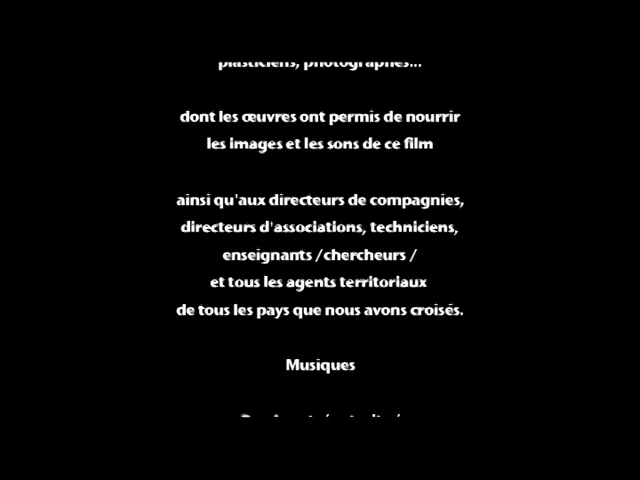 plasticiens, photographes...
dont les œuvres ont permis de nourrir
les images et les sons de ce film
ainsi qu'aux directeurs de compagnies,
directeurs d'associations, techniciens,
enseignants /chercheurs /
et tous les agents territoriaux
de tous les pays que nous avons croisés.
Musiques